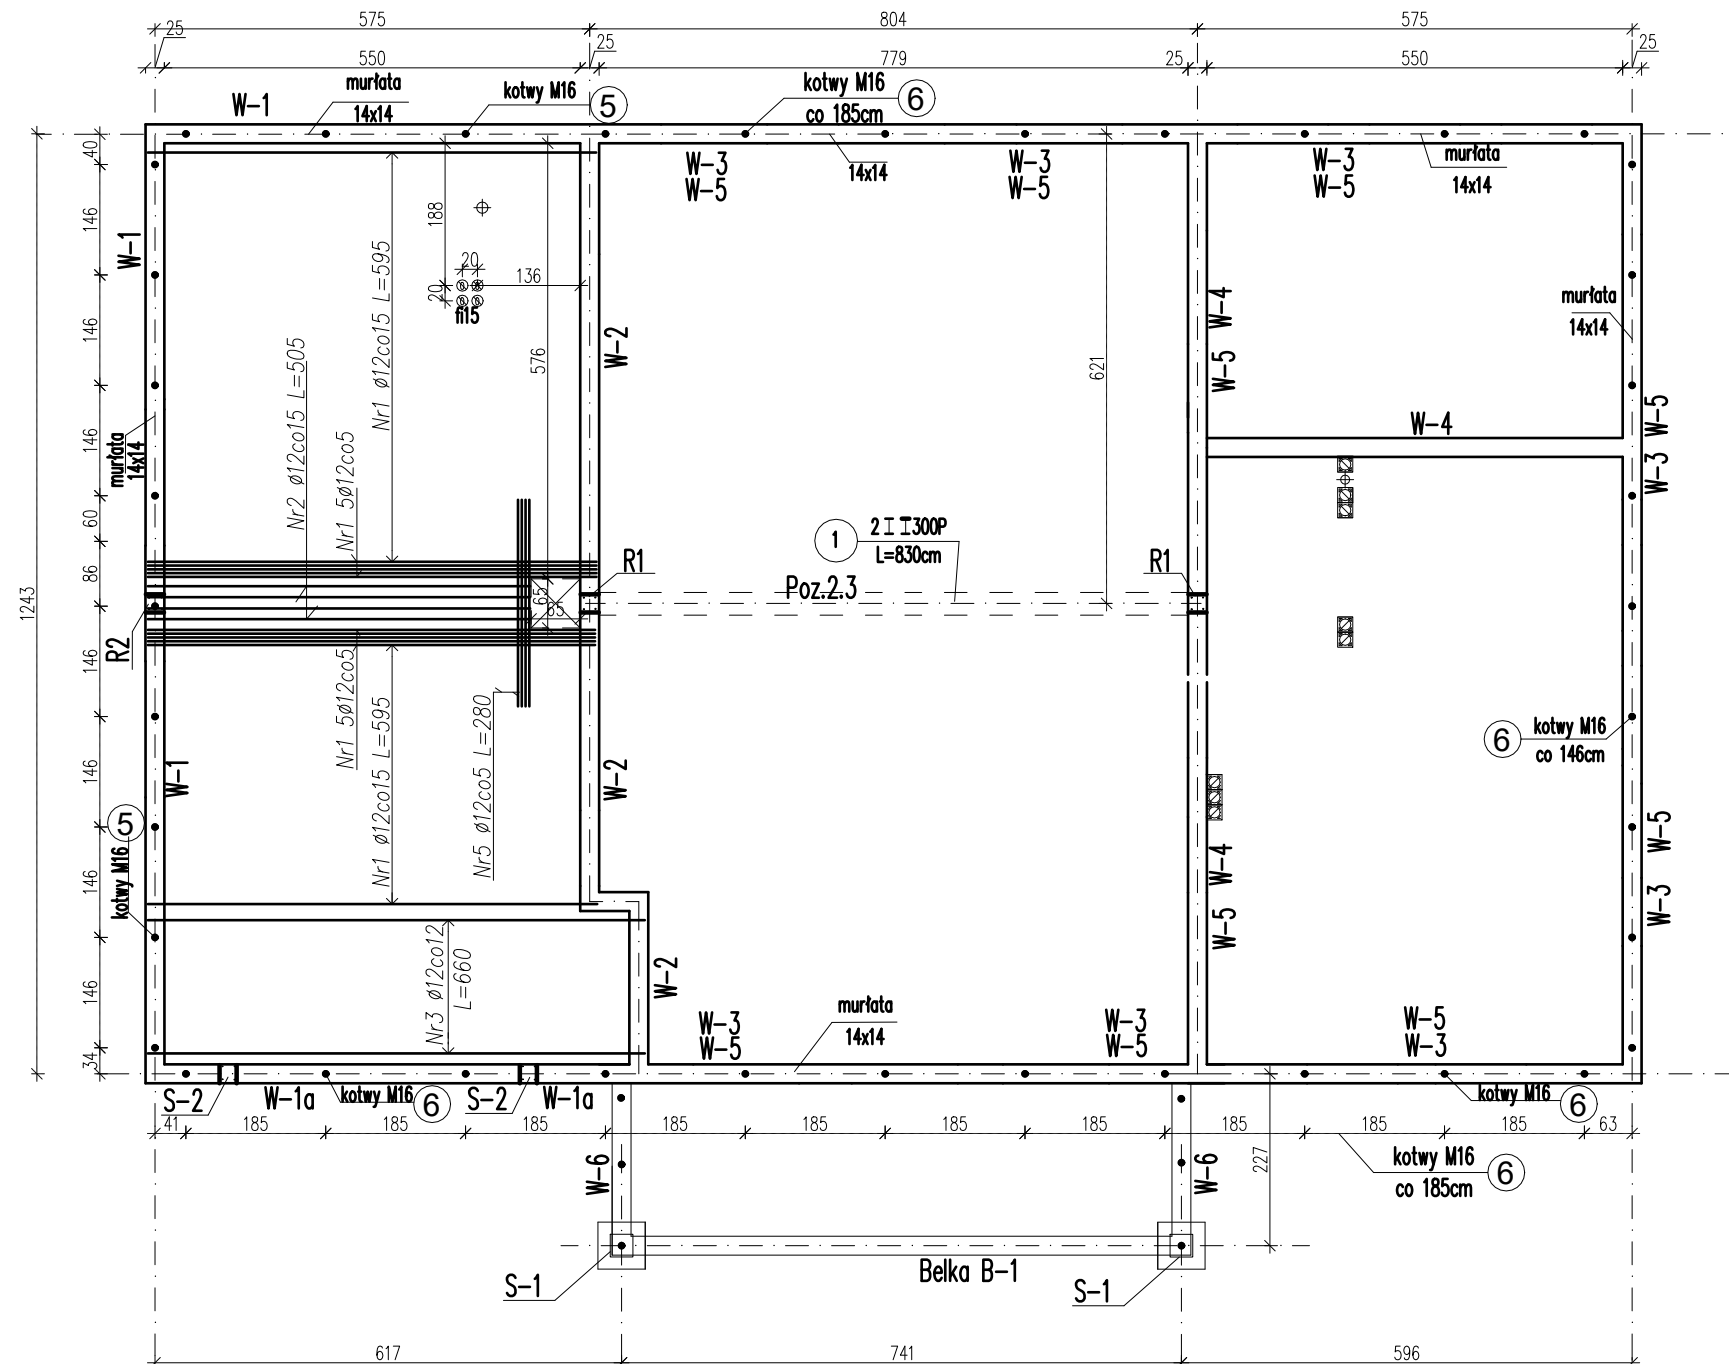 575
804
575
25
550
25
779
25
550
25
W-1
murłata
14x14
kotwy M16
5
kotwy M16
co 185cm
6
14x14
W-3
W-5
W-3
W-5
W-3
W-5
murłata
14x14
40
146
146
146
60
86
146
146
146
146
34
1243
W-1
murłata
14x14
188
20
20
136
fi15
576
621
Nr1 ø12co15 L=595
Nr2 ø12co15 L=505
Nr1 5ø12co5
W-2
W-4
W-5
murłata
14x14
W-4
W-5
W-3
1
2 300P
L=830cm
Poz.2.3
R1
R1
65
65
R2
Nr1 5ø12co5
Nr1 ø12co15 L=595
Nr5 ø12co5 L=280
W-1
W-2
6
kotwy M16
co 146cm
5
kotwy M16
W-4
W-5
W-5
W-3
Nr3 ø12co12
L=660
W-2
W-3
W-5
murłata
14x14
W-3
W-5
W-5
W-3
S-2
W-1a
kotwy M16
6
S-2
W-1a
kotwy M16
6
41
185
185
185
185
185
185
185
185
185
185
63
kotwy M16
co 185cm
6
W-6
W-6
227
S-1
Belka B-1
S-1
617
741
596